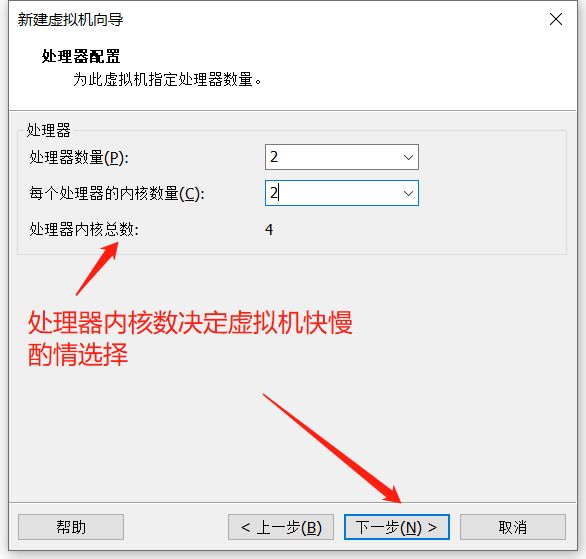 新建虚拟机向导
处理器配置
为此虚拟机指定处理器数量。
处理器
处理器数量(P): 2
每个处理器的内核数量(C): 2
处理器内核总数: 4
处理器内核数决定虚拟机快慢
酌情选择
帮助 < 上一步(B) 下一步(N) > 取消